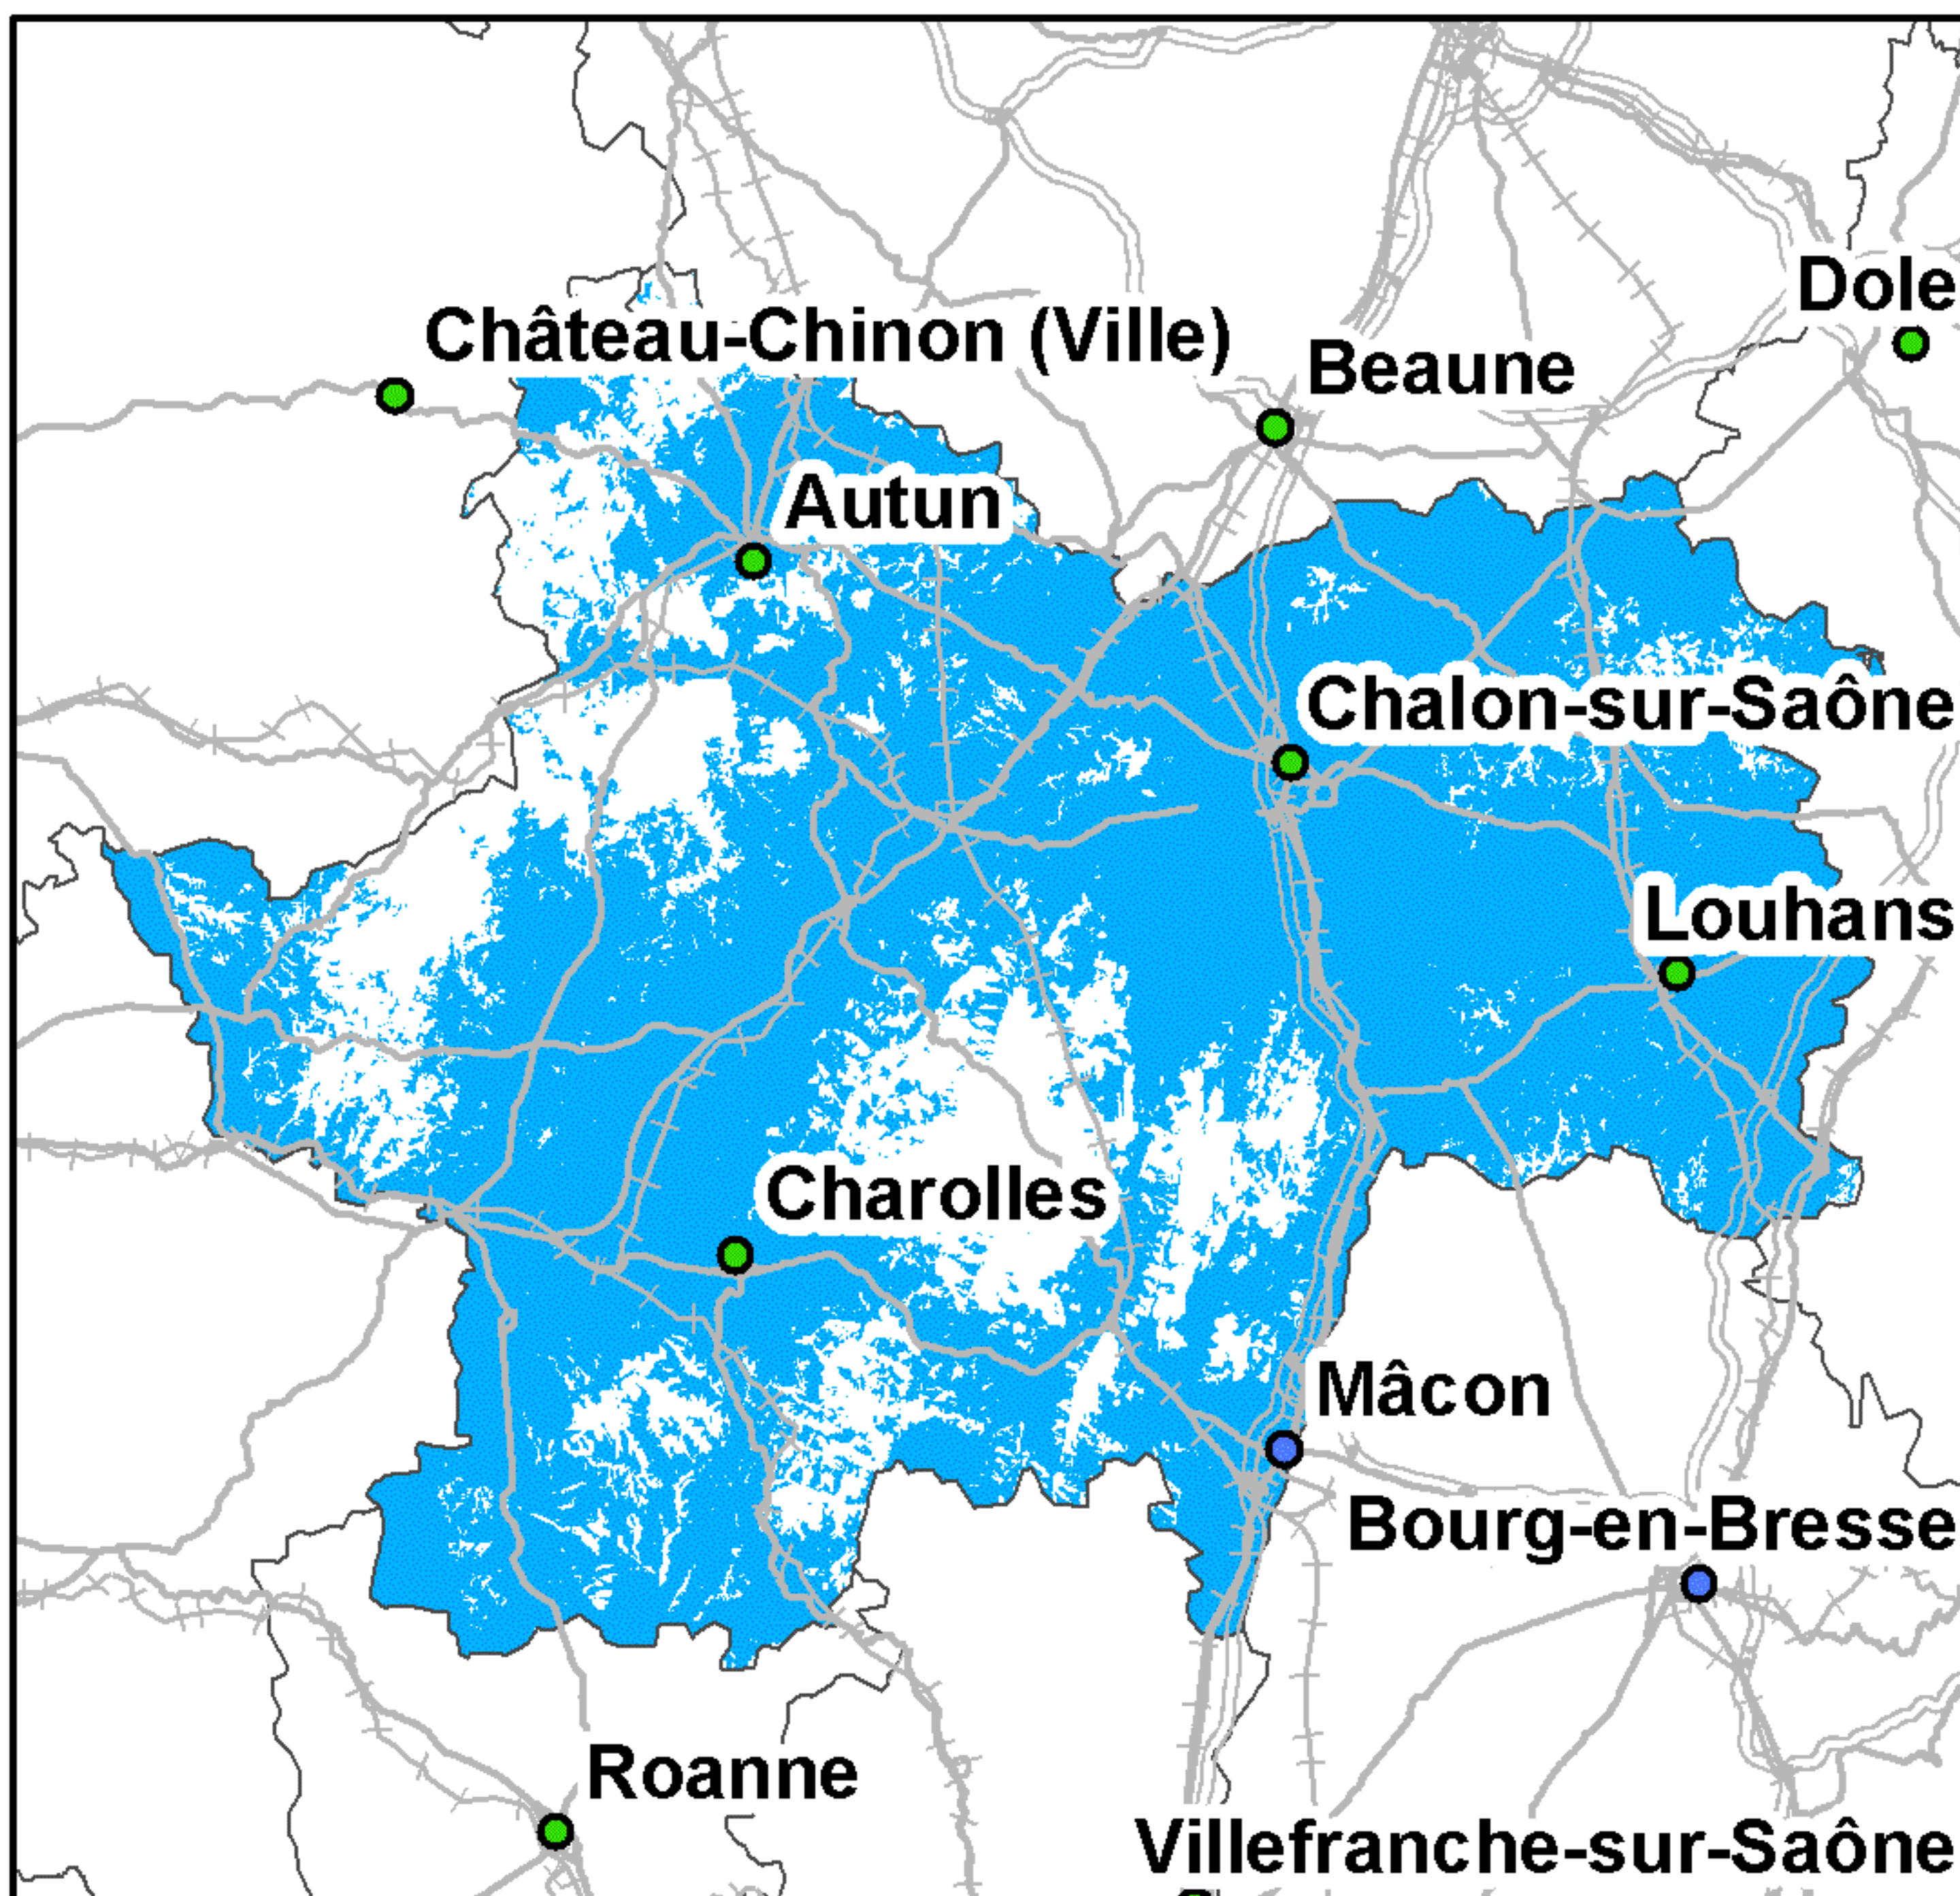 Dole
Château-Chinon (Ville)
Beaune
Autun
Chalon-sur-Saône
Louhans
Charolles
Mâcon
Bourg-en-Bresse
Roanne
Villefranche-sur-Saône